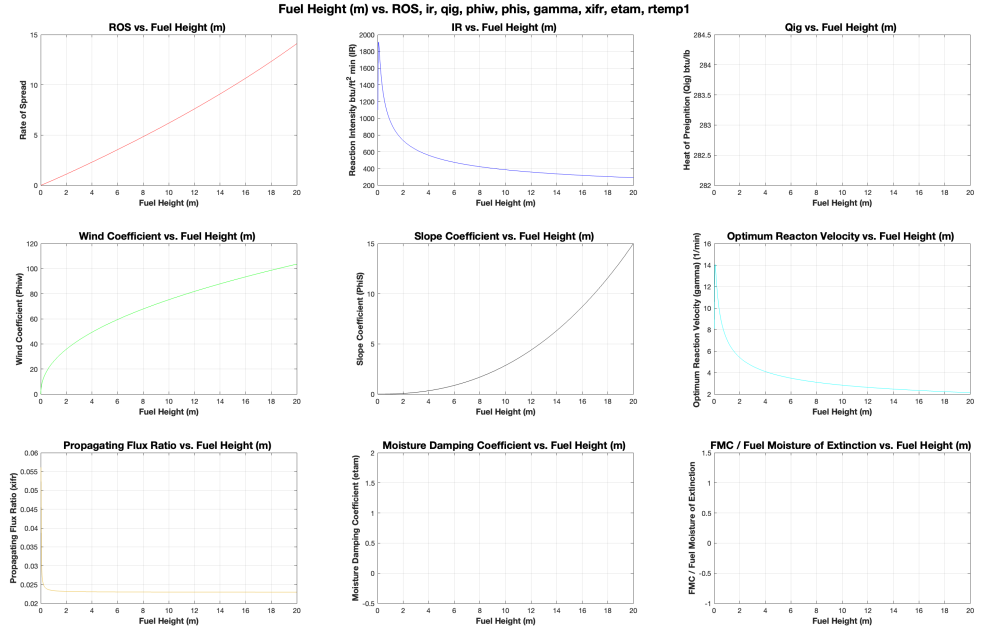 Fuel Height (m) vs. ROS, ir, qig, phiw, phis, gamma, xifr, etam, rtemp1
ROS vs. Fuel Height (m)
15
10
5
0
Rate of Spread
0 2 4 6 8 10 12 14 16 18 20
Fuel Height (m)
IR vs. Fuel Height (m)
2000
1800
1600
1400
1200
1000
800
600
400
200
Reaction Intensity btu/ft² min (IR)
0 2 4 6 8 10 12 14 16 18 20
Fuel Height (m)
Qig vs. Fuel Height (m)
284.5
284
283.5
283
282.5
282
Heat of Preignition (Qig) btu/lb
0 2 4 6 8 10 12 14 16 18 20
Fuel Height (m)
Wind Coefficient vs. Fuel Height (m)
120
100
80
60
40
20
0
Wind Coefficient (Phiw)
0 2 4 6 8 10 12 14 16 18 20
Fuel Height (m)
Slope Coefficient vs. Fuel Height (m)
15
10
5
0
Slope Coefficient (PhiS)
0 2 4 6 8 10 12 14 16 18 20
Fuel Height (m)
Optimum Reacton Velocity vs. Fuel Height (m)
16
14
12
10
8
6
4
2
Optimum Reaction Velocity (gamma) (1/min)
0 2 4 6 8 10 12 14 16 18 20
Fuel Height (m)
Propagating Flux Ratio vs. Fuel Height (m)
0.06
0.055
0.05
0.045
0.04
0.035
0.03
0.025
0.02
Propagating Flux Ratio (xifr)
0 2 4 6 8 10 12 14 16 18 20
Fuel Height (m)
Moisture Damping Coefficient vs. Fuel Height (m)
2
1.5
1
0.5
0
-0.5
Moisture Damping Coefficient (etam)
0 2 4 6 8 10 12 14 16 18 20
Fuel Height (m)
FMC / Fuel Moisture of Extinction vs. Fuel Height (m)
1.5
1
0.5
0
-0.5
-1
FMC / Fuel Moisture of Extinction
0 2 4 6 8 10 12 14 16 18 20
Fuel Height (m)